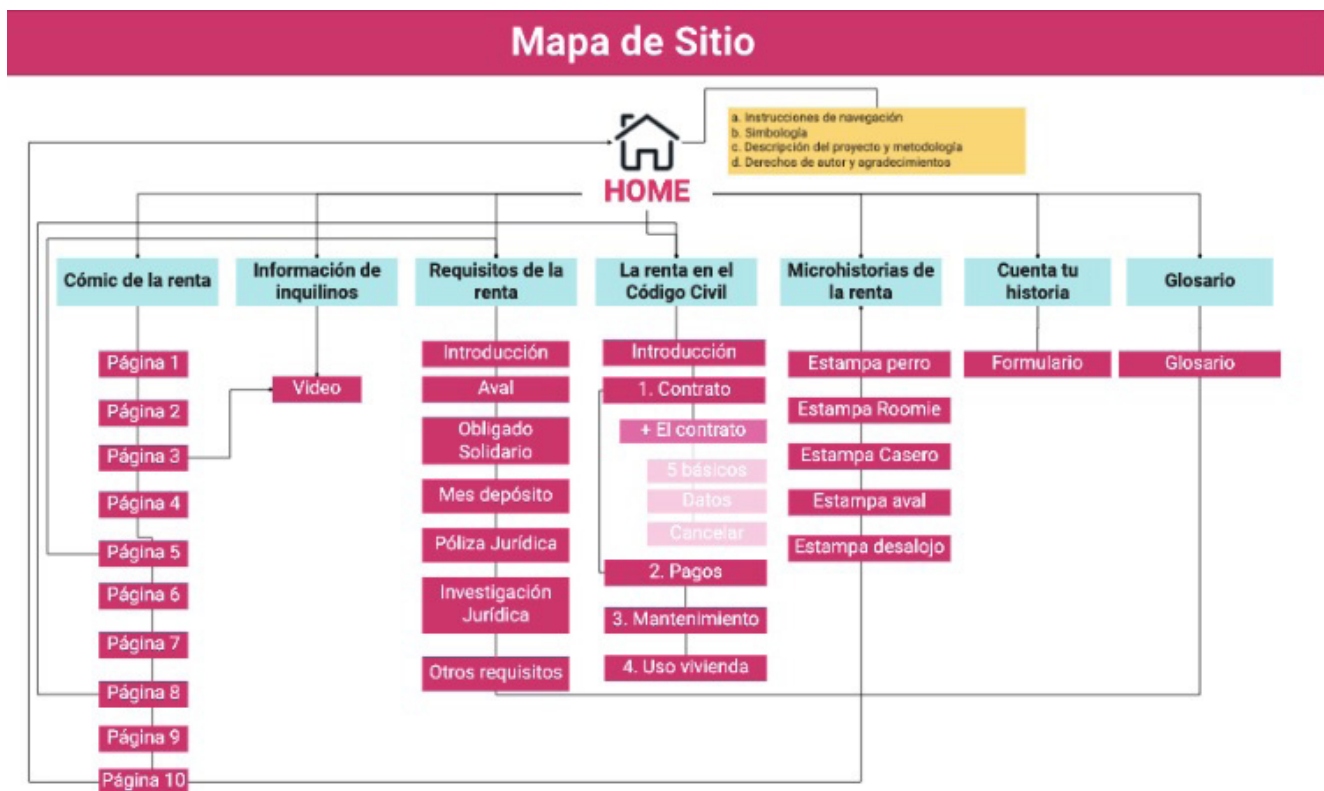 Mapa de Sitio
a. Instrucciones de navegación
b. Simbología
c. Descripción del proyecto y metodología
d. Derechos de autor y agradecimientos
HOME
Cómic de la renta
Página 1
Página 2
Página 3
Página 4
Página 5
Página 6
Página 7
Página 8
Página 9
Página 10
Información de
inquilinos
Video
Requisitos de la
renta
Introducción
Aval
Obligado
Solidario
Mes depósito
Póliza Jurídica
Investigación
Jurídica
Otros requisitos
La renta en el
Código Civil
Introducción
1. Contrato
+ El contrato
5 básicos
Datos
Cancelar
2. Pagos
3. Mantenimiento
4. Uso vivienda
Microhistorias de
la renta
Estampa perro
Estampa Roomie
Estampa Casero
Estampa aval
Estampa desalojo
Cuenta tu
historia
Formulario
Glosario
Glosario